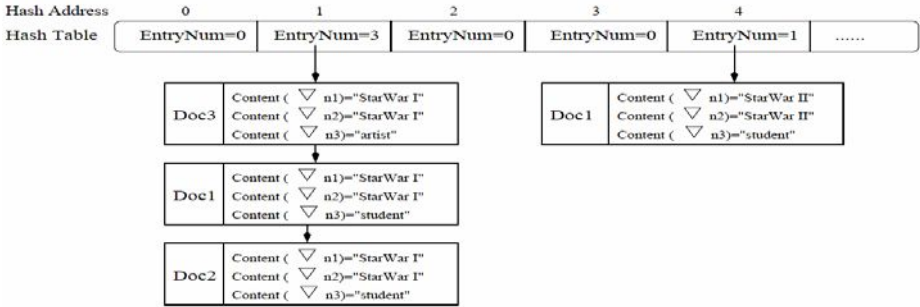 Hash Address 0 1 2 3 4
Hash Table EntryNum=0 EntryNum=3 EntryNum=0 EntryNum=0 EntryNum=1 ......
Doc3
Content ( ▽ n1)="StarWar I"
Content ( ▽ n2)="StarWar I"
Content ( ▽ n3)="artist"
Doc1
Content ( ▽ n1)="StarWar II"
Content ( ▽ n2)="StarWar II"
Content ( ▽ n3)="student"
Doc1
Content ( ▽ n1)="StarWar I"
Content ( ▽ n2)="StarWar I"
Content ( ▽ n3)="student"
Doc2
Content ( ▽ n1)="StarWar I"
Content ( ▽ n2)="StarWar I"
Content ( ▽ n3)="student"